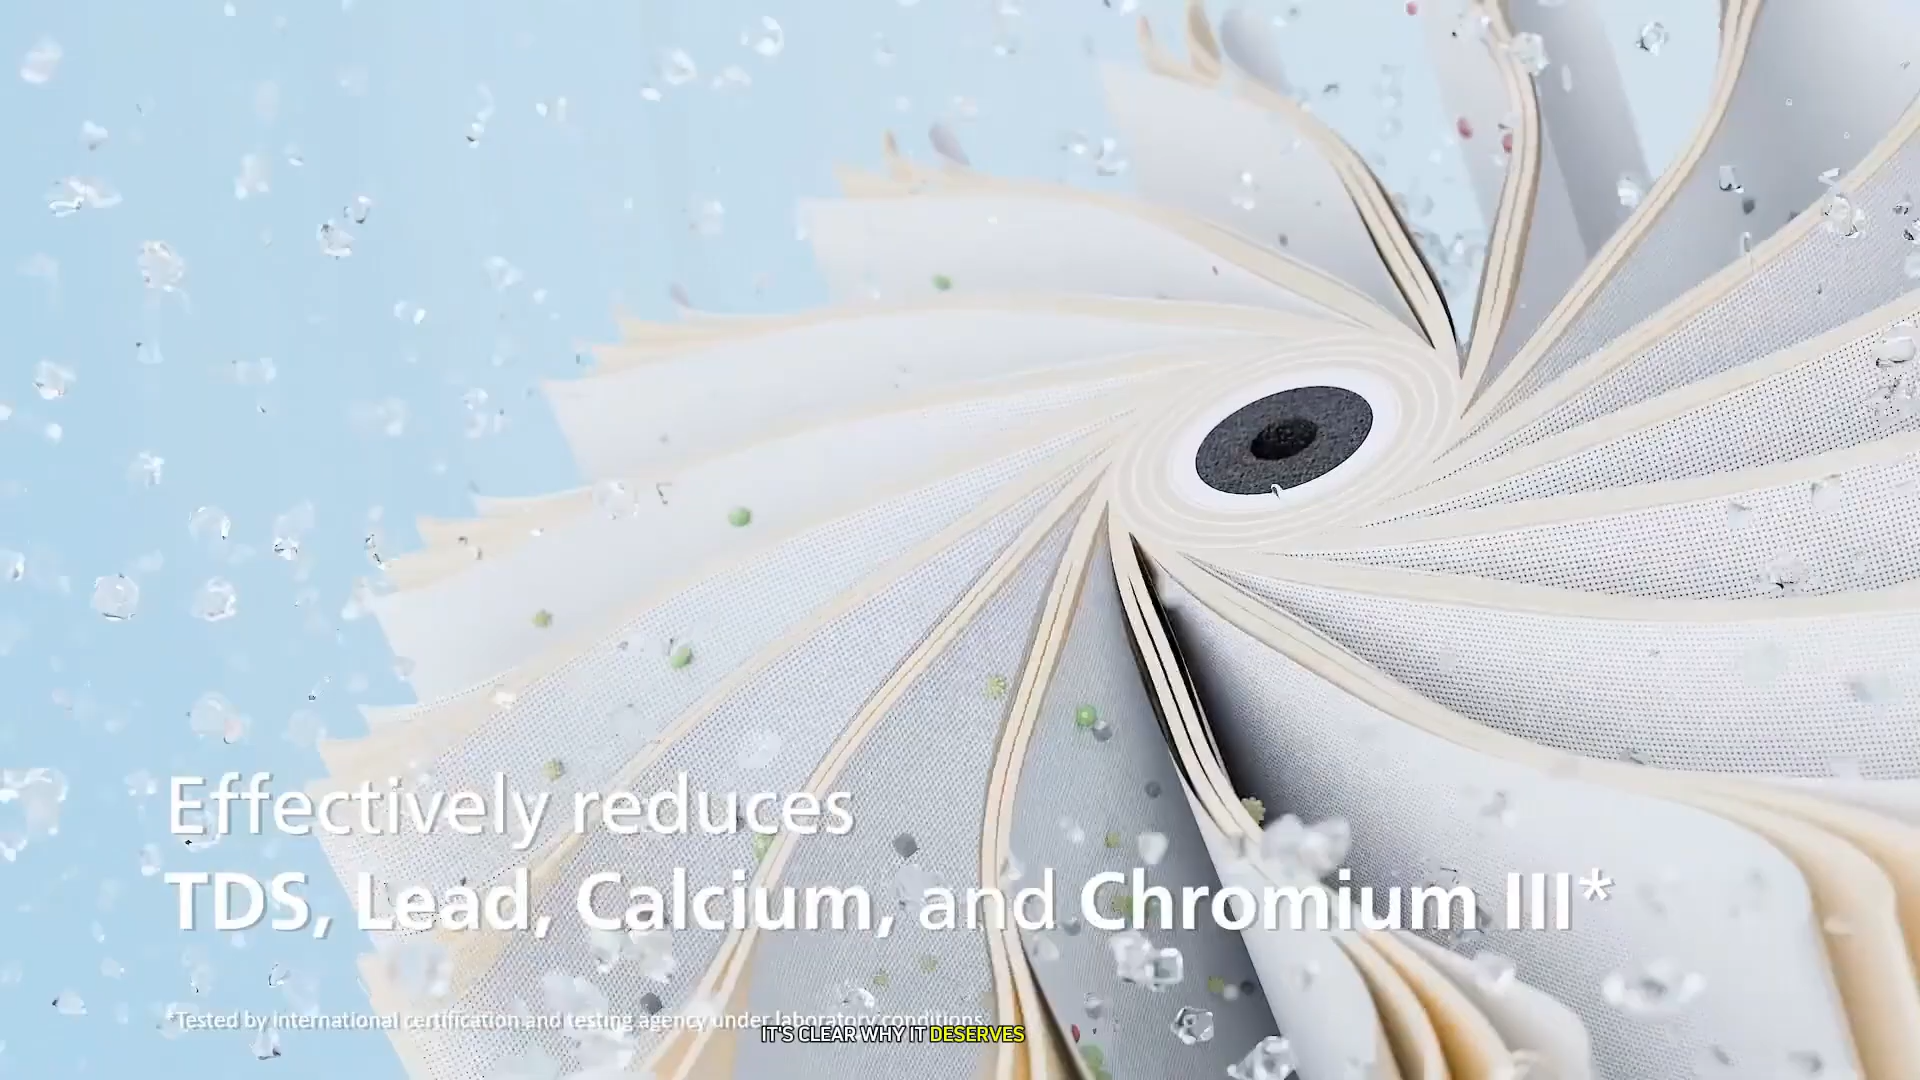 Effectively reduces
TDS, Lead, Calcium, and Chromium III*
*Tested by international certification and testing agency under laboratory conditions
IT'S CLEAR WHY IT DESERVES